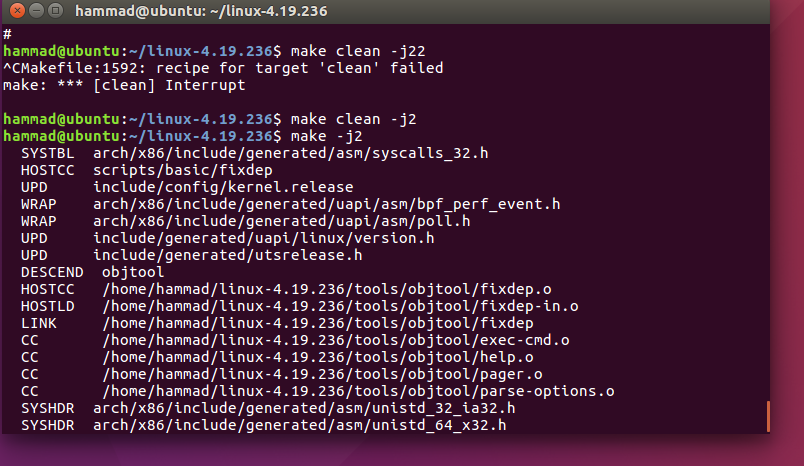 hammad@ubuntu: ~/linux-4.19.236
#
hammad@ubuntu:~/linux-4.19.236$ make clean -j22
^CMakefile:1592: recipe for target 'clean' failed
make: *** [clean] Interrupt
hammad@ubuntu:~/linux-4.19.236$ make clean -j2
hammad@ubuntu:~/linux-4.19.236$ make -j2
SYSTBL arch/x86/include/generated/asm/syscalls_32.h
HOSTCC scripts/basic/fixdep
UPD include/config/kernel.release
WRAP arch/x86/include/generated/uapi/asm/bpf_perf_event.h
WRAP arch/x86/include/generated/uapi/asm/poll.h
UPD include/generated/uapi/linux/version.h
UPD include/generated/utsrelease.h
DESCEND objtool
HOSTCC /home/hammad/linux-4.19.236/tools/objtool/fixdep.o
HOSTLD /home/hammad/linux-4.19.236/tools/objtool/fixdep-in.o
LINK /home/hammad/linux-4.19.236/tools/objtool/fixdep
CC /home/hammad/linux-4.19.236/tools/objtool/exec-cmd.o
CC /home/hammad/linux-4.19.236/tools/objtool/help.o
CC /home/hammad/linux-4.19.236/tools/objtool/pager.o
CC /home/hammad/linux-4.19.236/tools/objtool/parse-options.o
SYSHDR arch/x86/include/generated/asm/unistd_32_ia32.h
SYSHDR arch/x86/include/generated/asm/unistd_64_x32.h